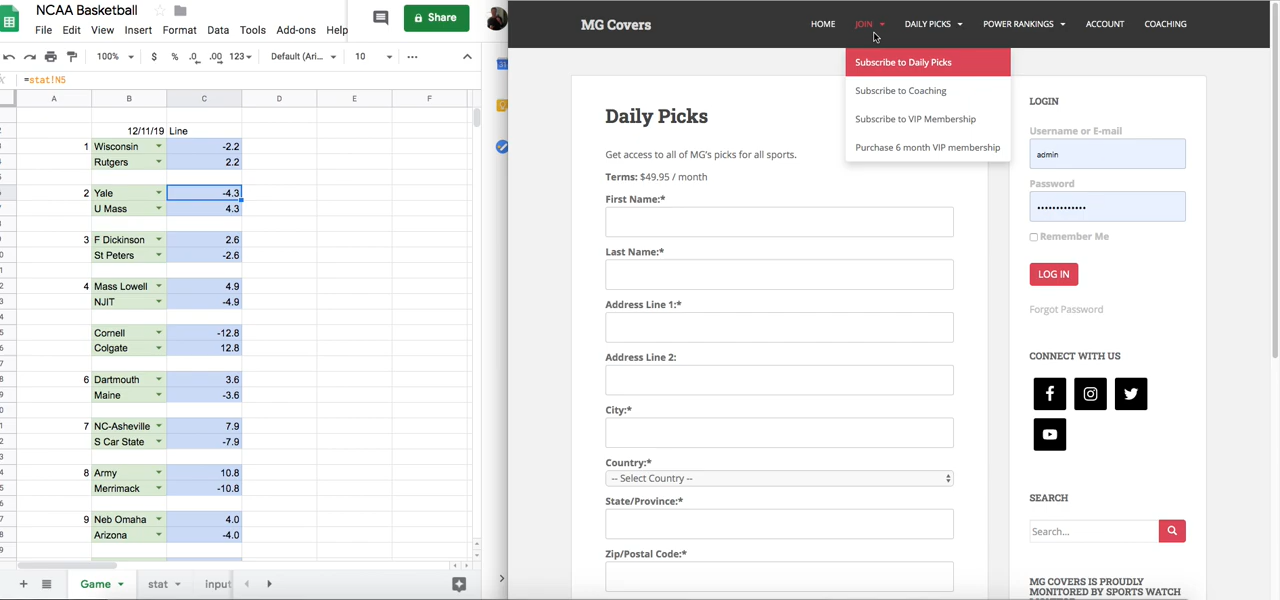 NCAA Basketball
File Edit View Insert Format Data Tools Add-ons Help
Share
100% $ % .0 .00 123 Default (Ari... 10
=stat!N5
A B C D E F
12/11/19 Line
1 Wisconsin -2.2
Rutgers 2.2
2 Yale -4.3
U Mass 4.3
3 F Dickinson 2.6
St Peters -2.6
4 Mass Lowell 4.9
NJIT -4.9
Cornell -12.8
Colgate 12.8
6 Dartmouth 3.6
Maine -3.6
7 NC-Asheville 7.9
S Car State -7.9
8 Army 10.8
Merrimack -10.8
9 Neb Omaha 4.0
Arizona -4.0
Game stat input
MG Covers
HOME JOIN DAILY PICKS POWER RANKINGS ACCOUNT COACHING
Subscribe to Daily Picks
Subscribe to Coaching
Subscribe to VIP Membership
Purchase 6 month VIP membership
Daily Picks
Get access to all of MG's picks for all sports.
Terms: $49.95 / month
First Name:*
Last Name:*
Address Line 1:*
Address Line 2:
City:*
Country:*
-- Select Country --
State/Province:*
Zip/Postal Code:*
LOGIN
Username or E-mail
admin
Password
•••••••••••••
Remember Me
LOG IN
Forgot Password
CONNECT WITH US
SEARCH
Search...
MG COVERS IS PROUDLY
MONITORED BY SPORTS WATCH